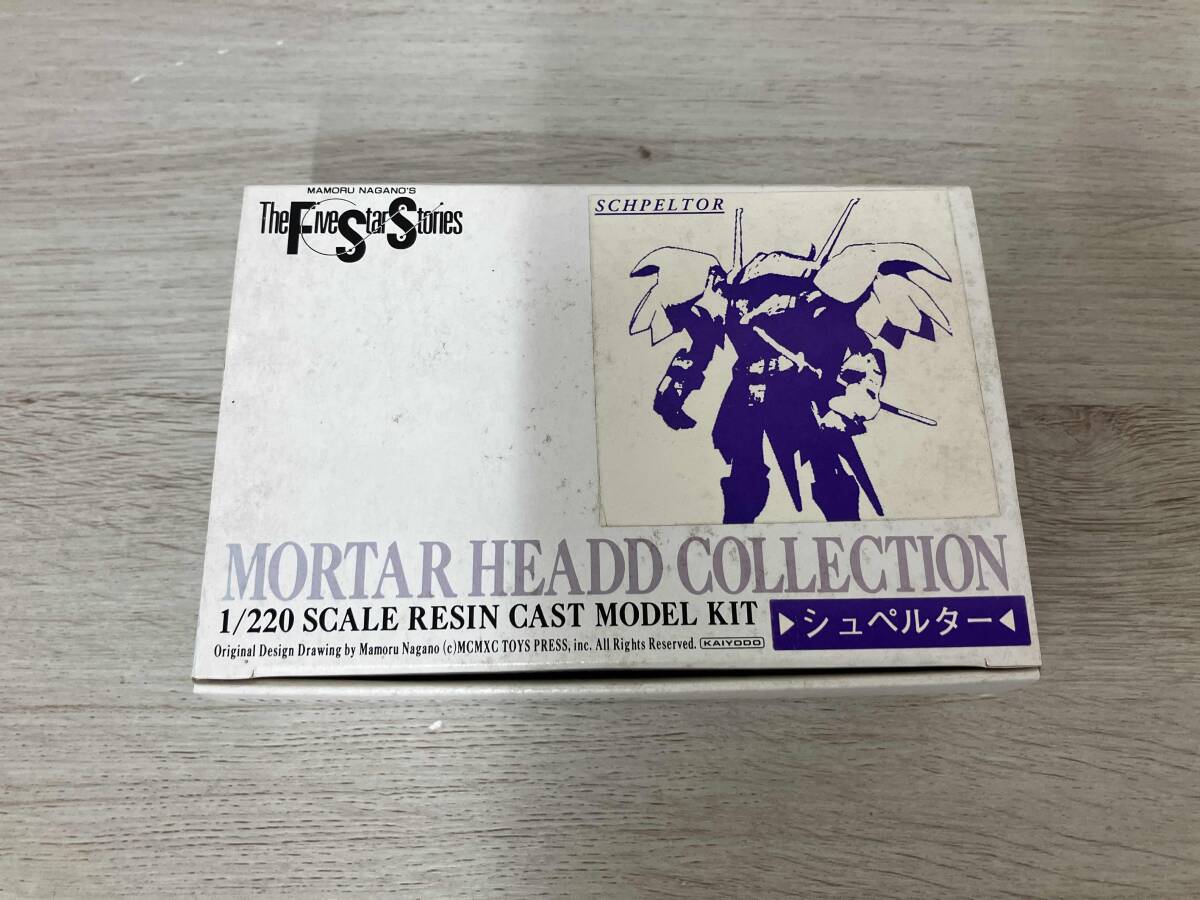 MAMORU NAGANO'S
The Five Star Stories
SCHPELTOR
MORTAR HEADD COLLECTION
1/220 SCALE RESIN CAST MODEL KIT
▶シュペルター◀
Original Design Drawing by Mamoru Nagano (c)MCMXC TOYS PRESS, inc. All Rights Reserved. KAIYODO